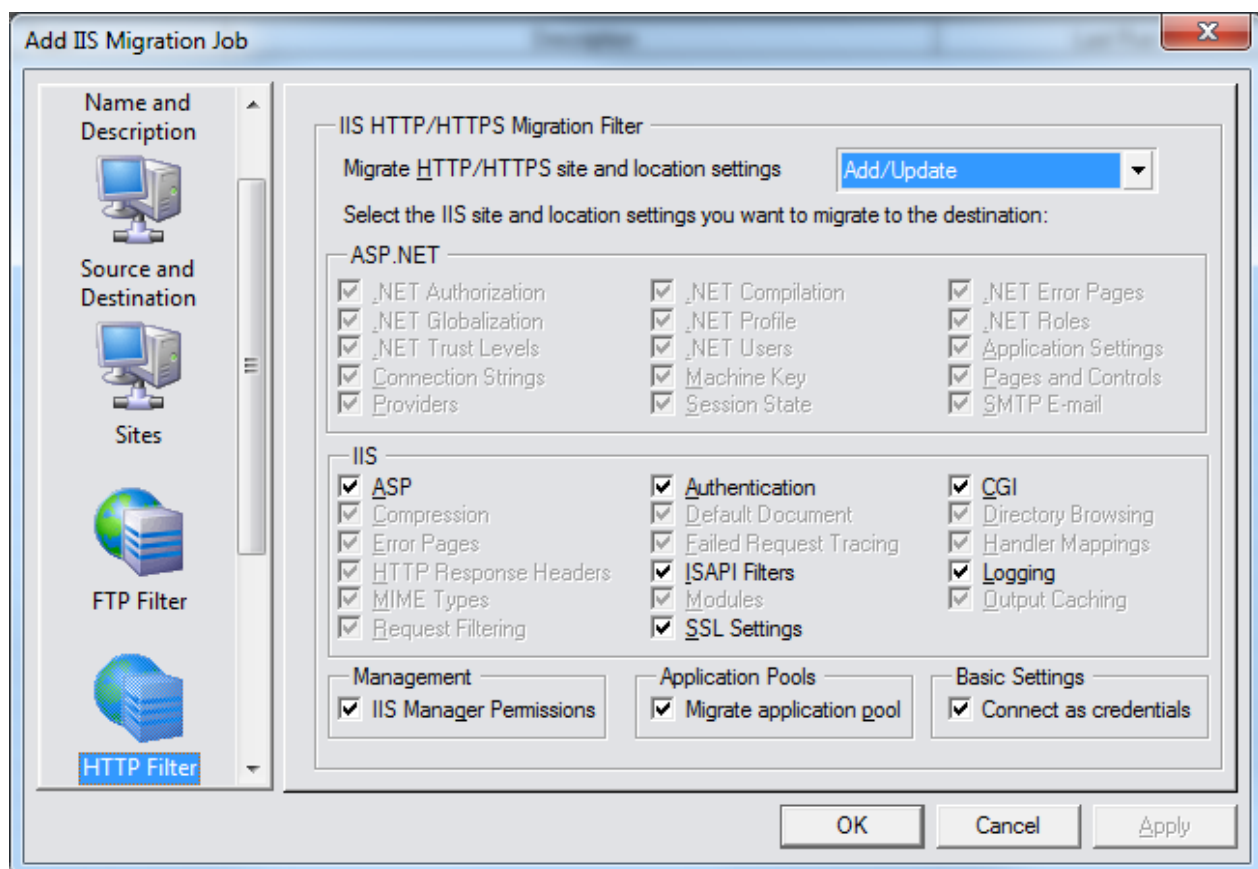 Add IIS Migration Job
Name and
Description
Source and
Destination
Sites
FTP Filter
HTTP Filter
IIS HTTP/HTTPS Migration Filter
Migrate HTTP/HTTPS site and location settings Add/Update
Select the IIS site and location settings you want to migrate to the destination:
ASP.NET
.NET Authorization .NET Compilation .NET Error Pages
.NET Globalization .NET Profile .NET Roles
.NET Trust Levels .NET Users Application Settings
Connection Strings Machine Key Pages and Controls
Providers Session State SMTP E-mail
IIS
ASP Authentication CGI
Compression Default Document Directory Browsing
Error Pages Failed Request Tracing Handler Mappings
HTTP Response Headers ISAPI Filters Logging
MIME Types Modules Output Caching
Request Filtering SSL Settings
Management Application Pools Basic Settings
IIS Manager Permissions Migrate application pool Connect as credentials
OK Cancel Apply